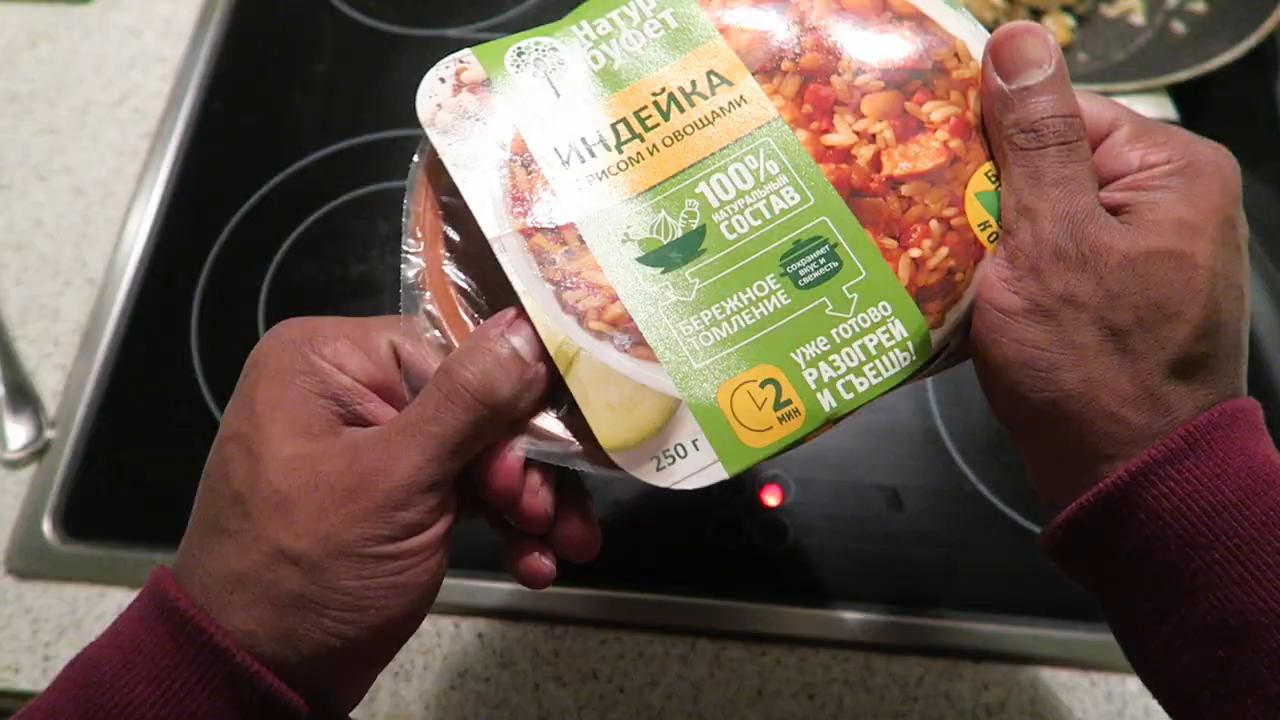 Натур
буфет
ИНДЕЙКА
РИСОМ И ОВОЩАМИ
100%
НАТУРАЛЬНЫЙ
СОСТАВ
сохраняет
вкус и
свежесть
БЕРЕЖНОЕ
ТОМЛЕНИЕ
уже готово
РАЗОГРЕЙ
И СЪЕШЬ!
2
МИН
250 г